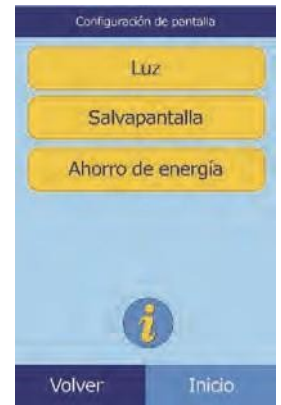 Configuración de pantalla
Luz
Salvapantalla
Ahorro de energía
i
Volver Inicio